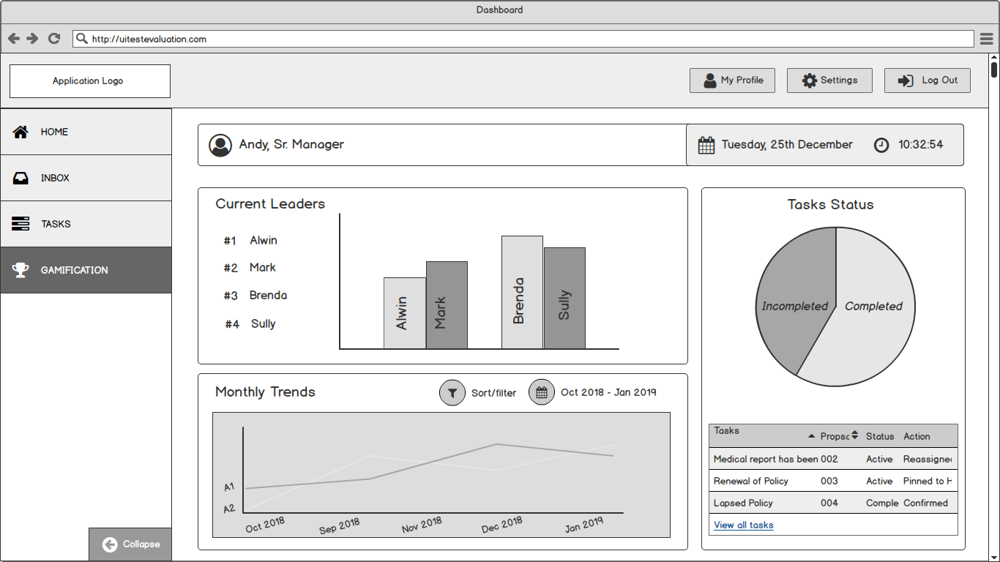 Dashboard
http://uitestevaluation.com
Application Logo
My Profile
Settings
Log Out
HOME
INBOX
TASKS
GAMIFICATION
Collapse
Andy, Sr. Manager
Tuesday, 25th December
10:32:54
Current Leaders
#1 Alwin
#2 Mark
#3 Brenda
#4 Sully
Alwin
Mark
Brenda
Sully
Monthly Trends
Sort/filter
Oct 2018 - Jan 2019
A1
A2
Oct 2018
Sep 2018
Nov 2018
Dec 2018
Jan 2019
Tasks Status
Incompleted
Completed
Tasks Propsc Status Action
Medical report has been 002 Active Reassigned
Renewal of Policy 003 Active Pinned to H
Lapsed Policy 004 Comple Confirmed
View all tasks